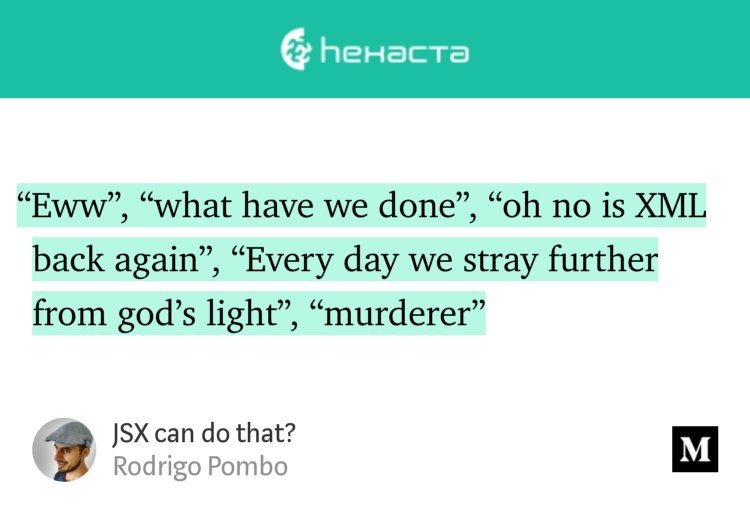 hexacta
“Eww”, “what have we done”, “oh no is XML
back again”, “Every day we stray further
from god’s light”, “murderer”
JSX can do that?
Rodrigo Pombo
M